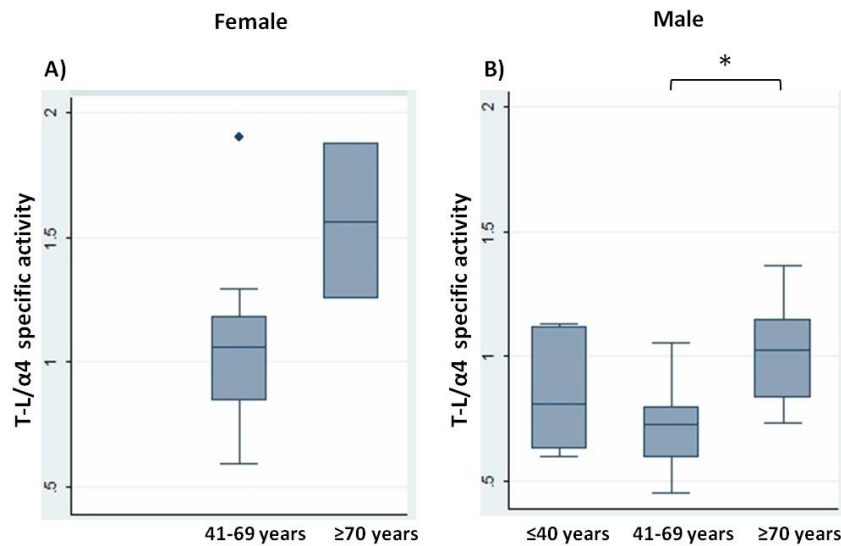 Female
Male
A)
B)
*
T-L/α4 specific activity
2
1.5
1
.5
41-69 years
≥70 years
T-L/α4 specific activity
2
1.5
1
.5
≤40 years
41-69 years
≥70 years